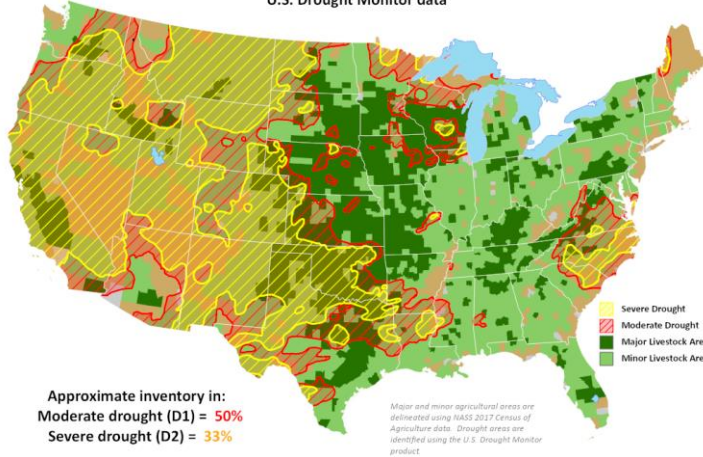 U.S. Drought Monitor data
Severe Drought
Moderate Drought
Major Livestock Are
Minor Livestock Are
Approximate inventory in:
Moderate drought (D1) = 50%
Severe drought (D2) = 33%
Major and minor agricultural areas are
delineated using NASS 2017 Census of
Agriculture data. Drought areas are
identified using the U.S. Drought Monitor
product.